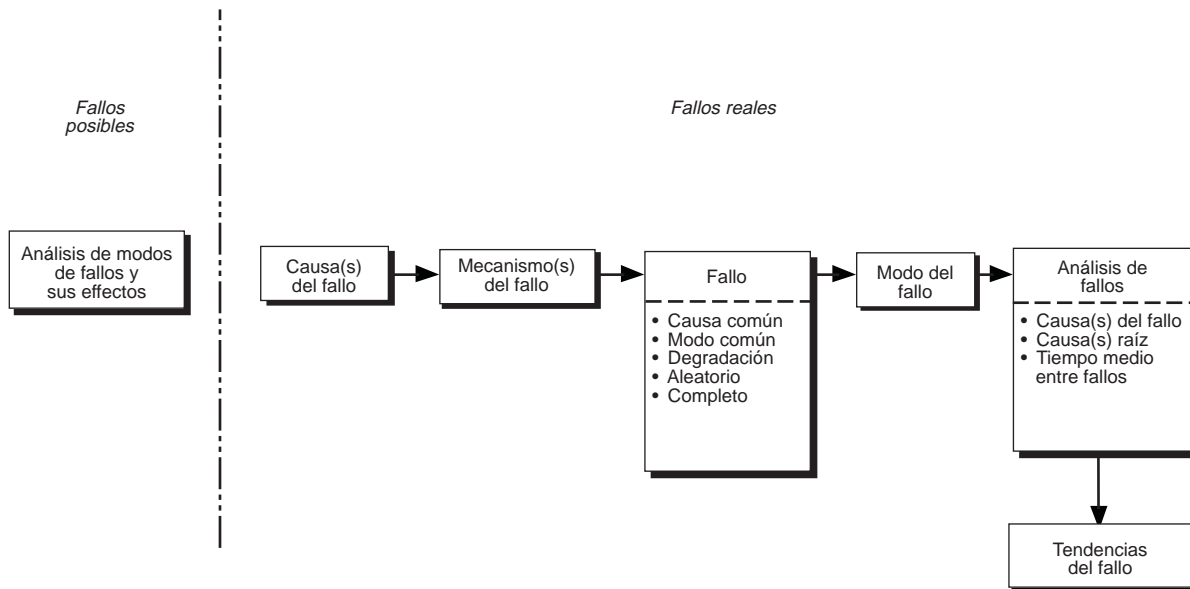 Fallos
posibles
Fallos reales
Análisis de modos
de fallos y
sus effectos
Causa(s)
del fallo
Mecanismo(s)
del fallo
Fallo
• Causa común
• Modo común
• Degradación
• Aleatorio
• Completo
Modo del
fallo
Análisis de
fallos
• Causa(s) del fallo
• Causa(s) raíz
• Tiempo medio
entre fallos
Tendencias
del fallo